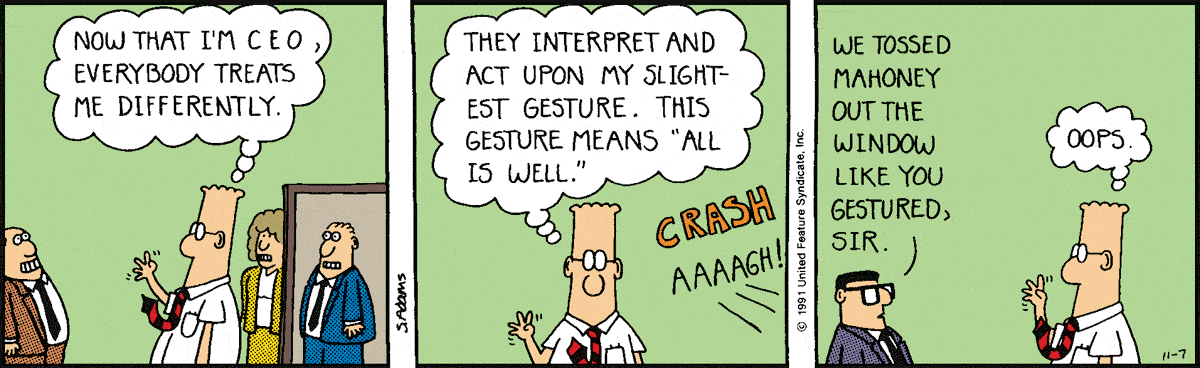 NOW THAT I'M CEO,
EVERYBODY TREATS
ME DIFFERENTLY.
S.Adams
THEY INTERPRET AND
ACT UPON MY SLIGHT-
EST GESTURE. THIS
GESTURE MEANS "ALL
IS WELL."
CRASH
AAAAGH!
© 1991 United Feature Syndicate, Inc.
WE TOSSED
MAHONEY
OUT THE
WINDOW
LIKE YOU
GESTURED,
SIR.
OOPS.
11-7